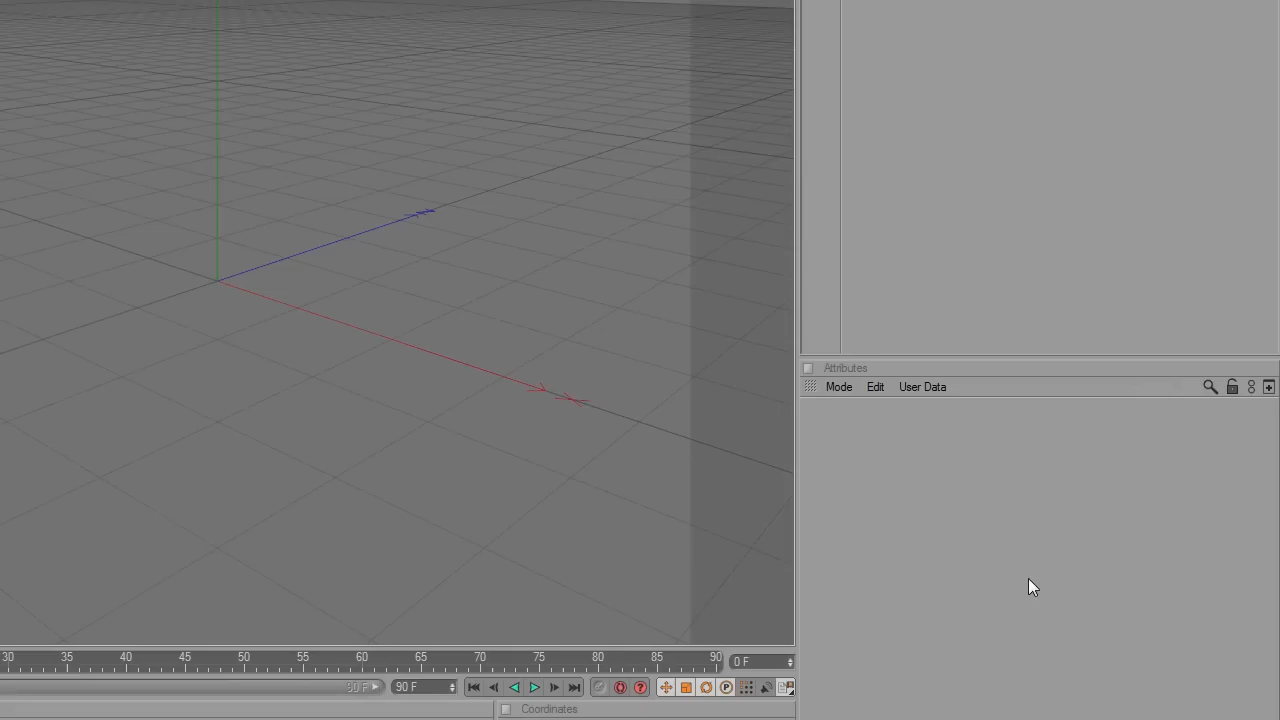 Attributes
Mode Edit User Data
30 35 40 45 50 55 60 65 70 75 80 85 90 0 F
90 F 90 F
P
Coordinates